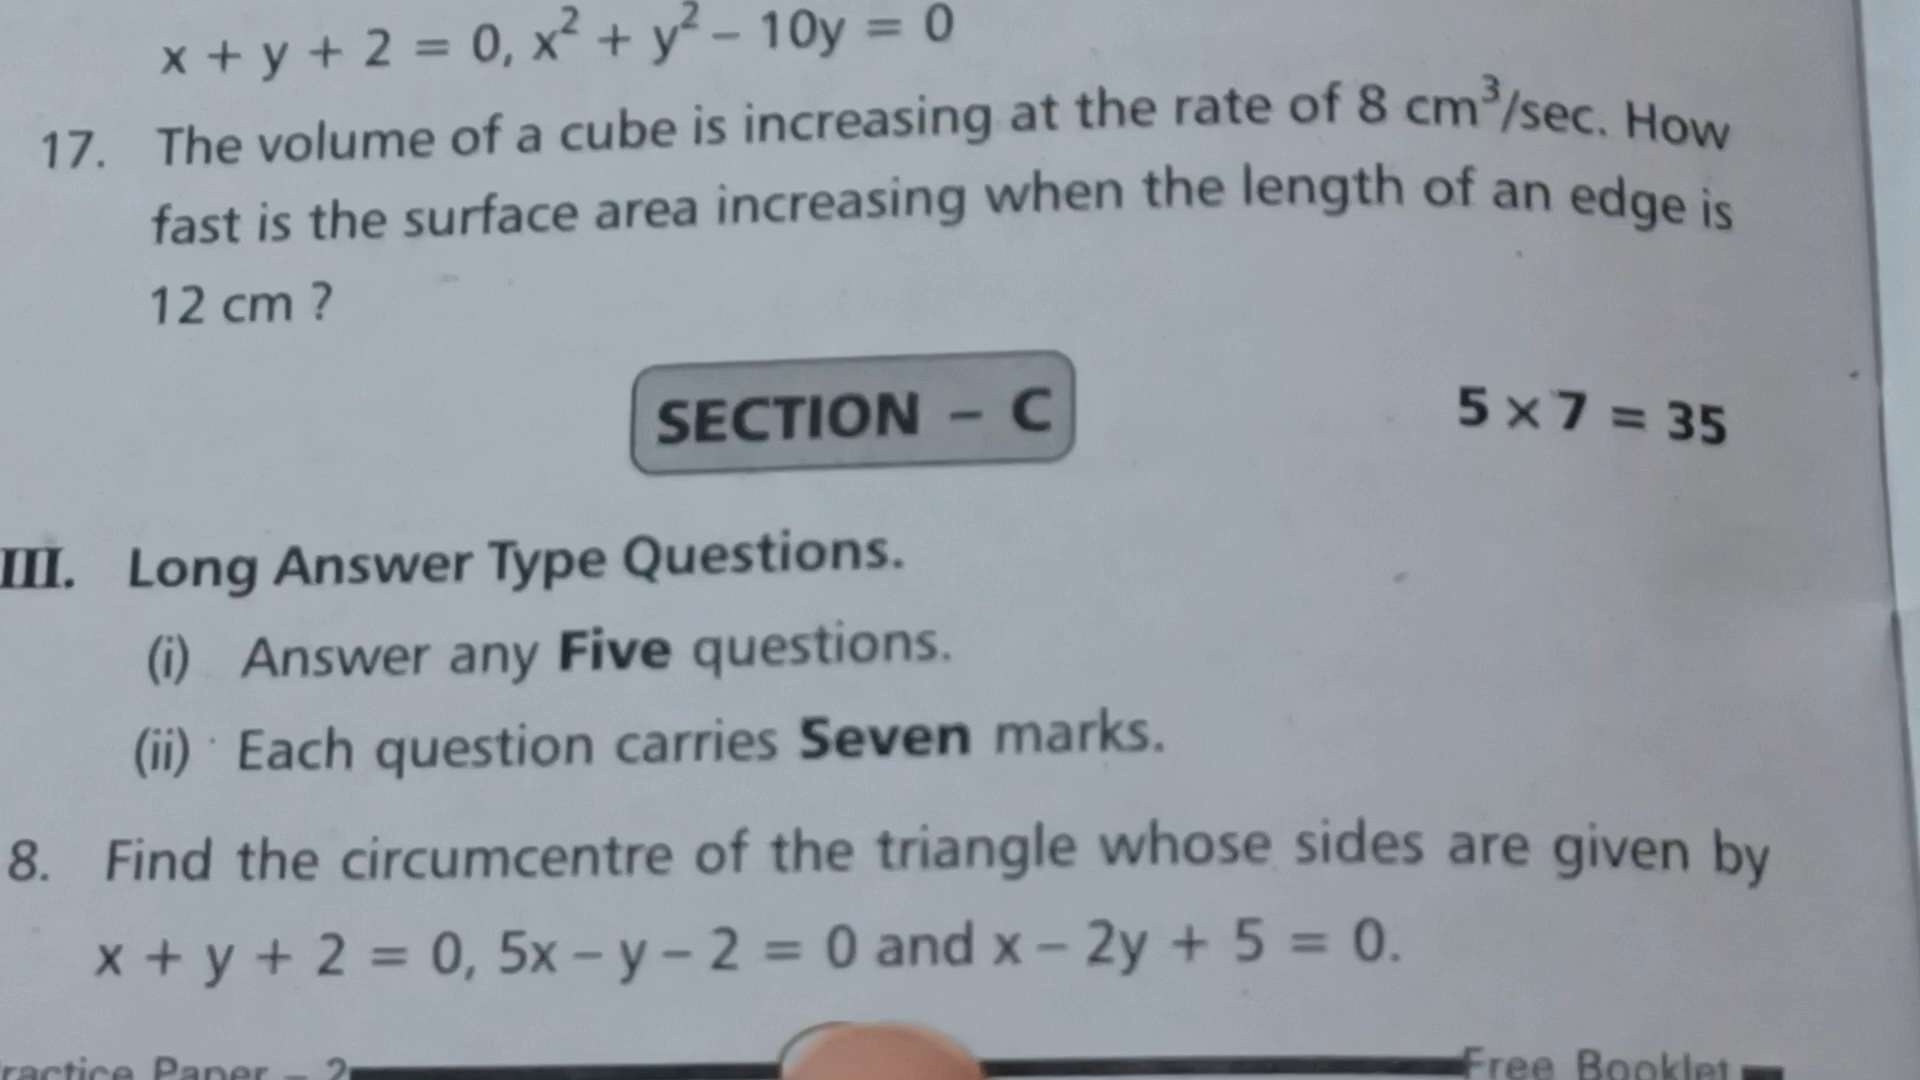 x + y + 2 = 0, x² + y² – 10y = 0
17. The volume of a cube is increasing at the rate of 8 cm³/sec. How
fast is the surface area increasing when the length of an edge is
12 cm ?
SECTION – C 5 × 7 = 35
III. Long Answer Type Questions.
(i) Answer any Five questions.
(ii) Each question carries Seven marks.
8. Find the circumcentre of the triangle whose sides are given by
x + y + 2 = 0, 5x – y – 2 = 0 and x – 2y + 5 = 0.
ractice Paper – 2 Free Booklet